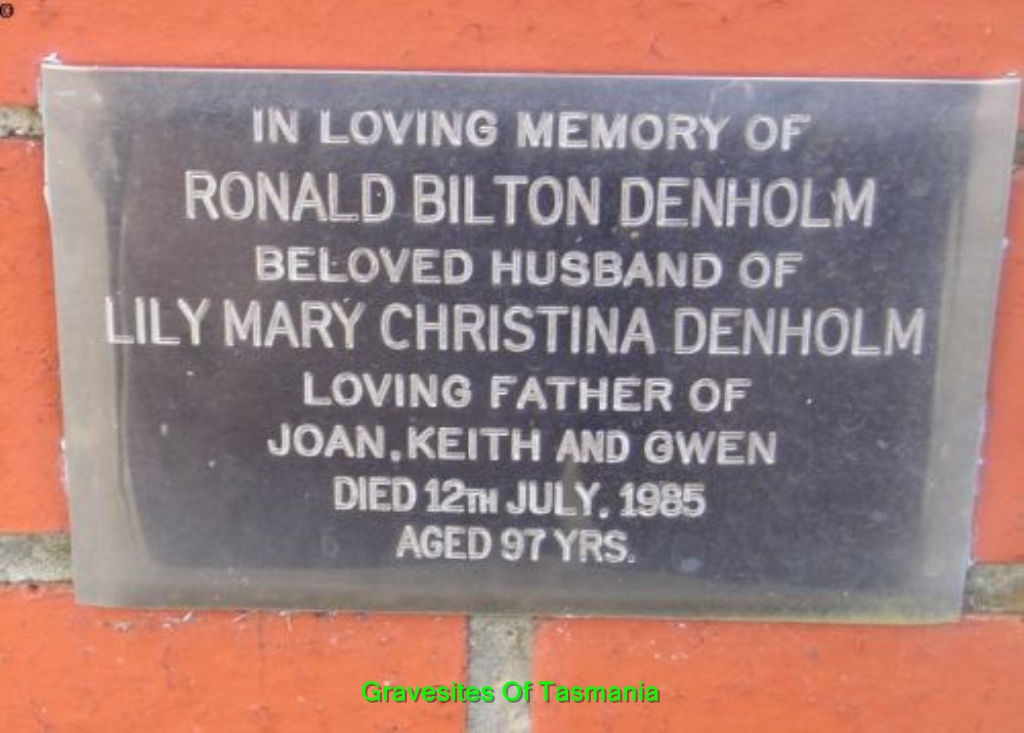 IN LOVING MEMORY OF
RONALD BILTON DENHOLM
BELOVED HUSBAND OF
LILY MARY CHRISTINA DENHOLM
LOVING FATHER OF
JOAN, KEITH AND GWEN
DIED 12TH JULY, 1985
AGED 97 YRS.
Gravesites Of Tasmania